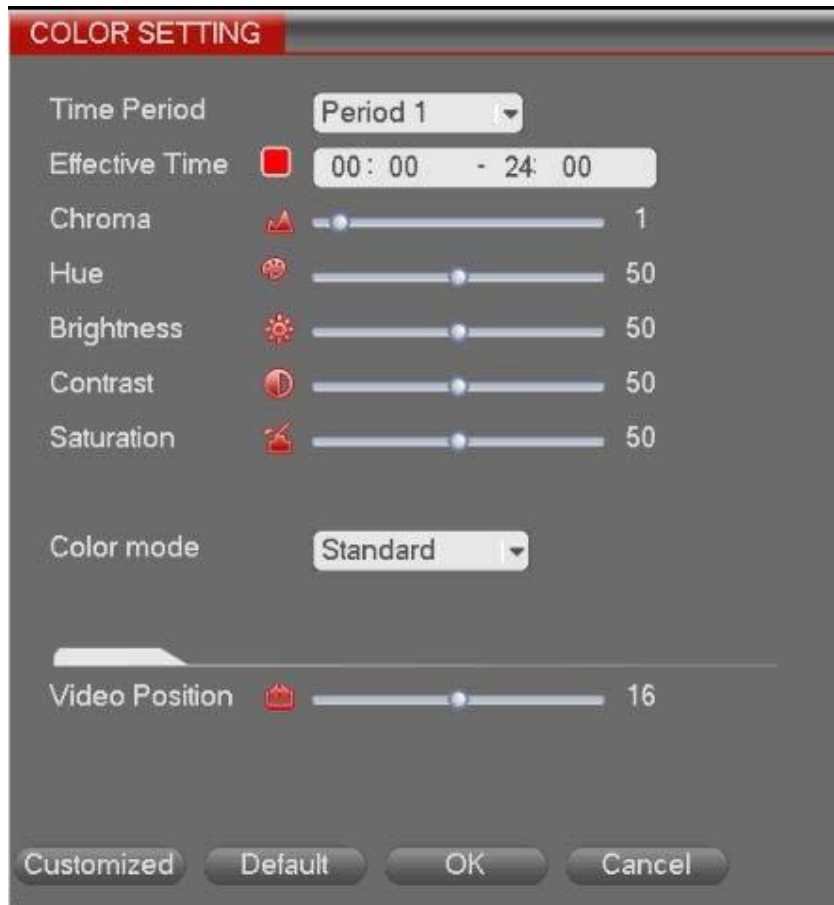 COLOR SETTING
Time Period Period 1
Effective Time 00: 00 - 24: 00
Chroma 1
Hue 50
Brightness 50
Contrast 50
Saturation 50
Color mode Standard
Video Position 16
Customized Default OK Cancel